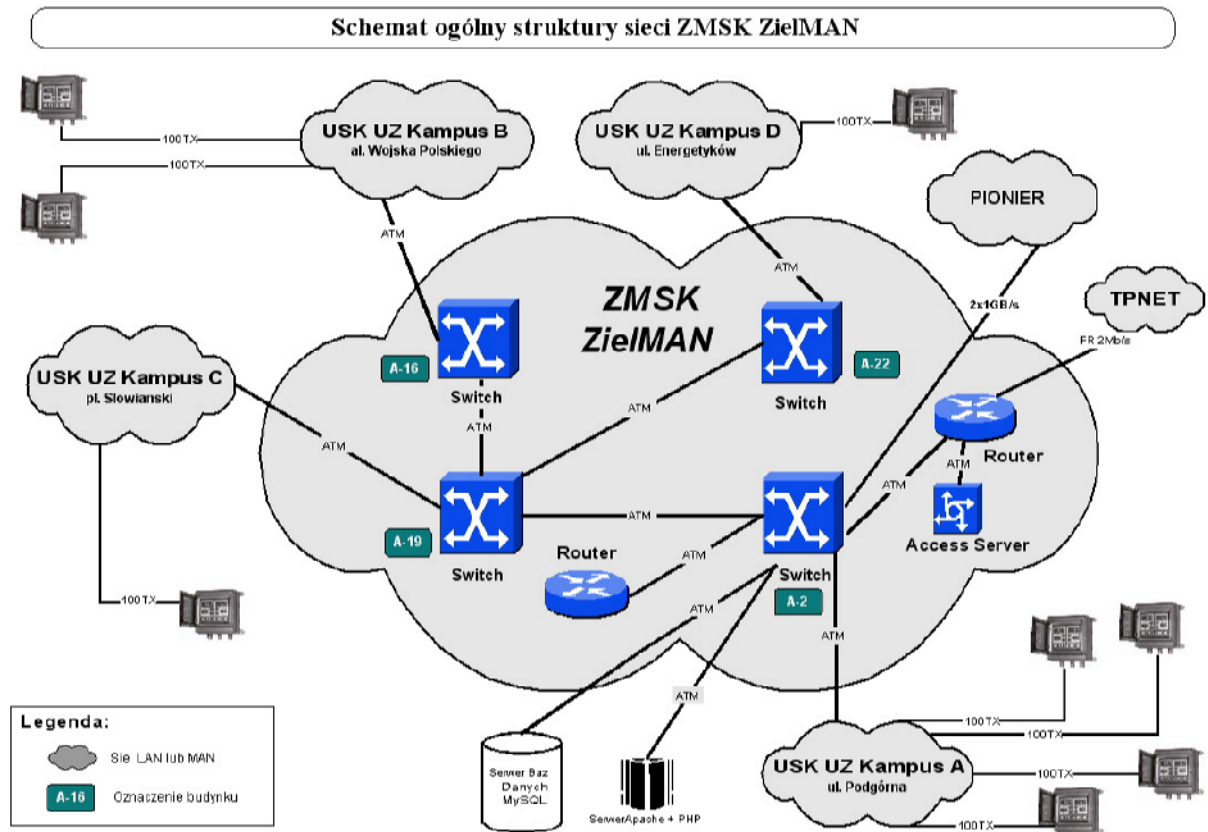 Schemat ogólny struktury sieci ZMSK ZielMAN
USK UZ Kampus B
al. Wojska Polskiego
100TX
100TX
ATM
USK UZ Kampus D
ul. Energetyków
100TX
ATM
PIONIER
2x1GB/s
TPNET
FR 2Mb/s
ZMSK
ZielMAN
A-16
Switch
ATM
A-22
Switch
ATM
USK UZ Kampus C
pl. Slowianski
ATM
100TX
A-19
Switch
ATM
Router
ATM
Switch
A-2
ATM
Router
ATM
Access Server
ATM
ATM
ATM
Serwer Baz
Danych
MySQL
SerwerApache + PHP
USK UZ Kampus A
ul. Podgórna
100TX
100TX
100TX
100TX
Legenda:
Sie LAN lub MAN
A-16
Oznaczenie budynku